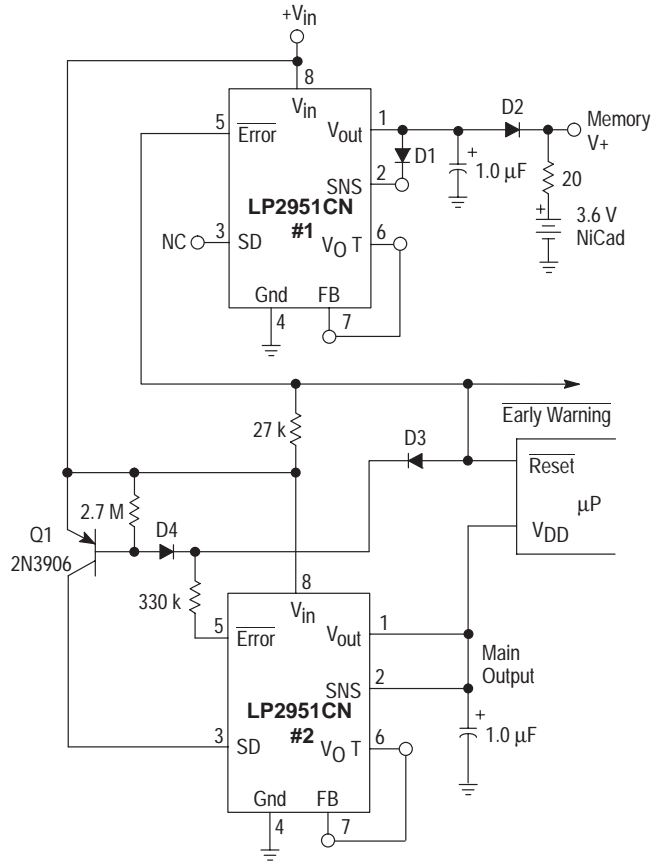 +Vin
8
Vin
5
Error
Vout
1
D1
D2
Memory
V+
SNS
2
+
1.0 µF
20
LP2951CN
#1
+
3.6 V
NiCad
NC
3
SD
VO T
6
Gnd
FB
4
7
27 k
Early Warning
D3
Reset
µP
VDD
2.7 M
Q1
2N3906
D4
330 k
8
Vin
5
Error
Vout
1
SNS
2
Main
Output
LP2951CN
#2
+
1.0 µF
3
SD
VO T
6
Gnd
FB
4
7